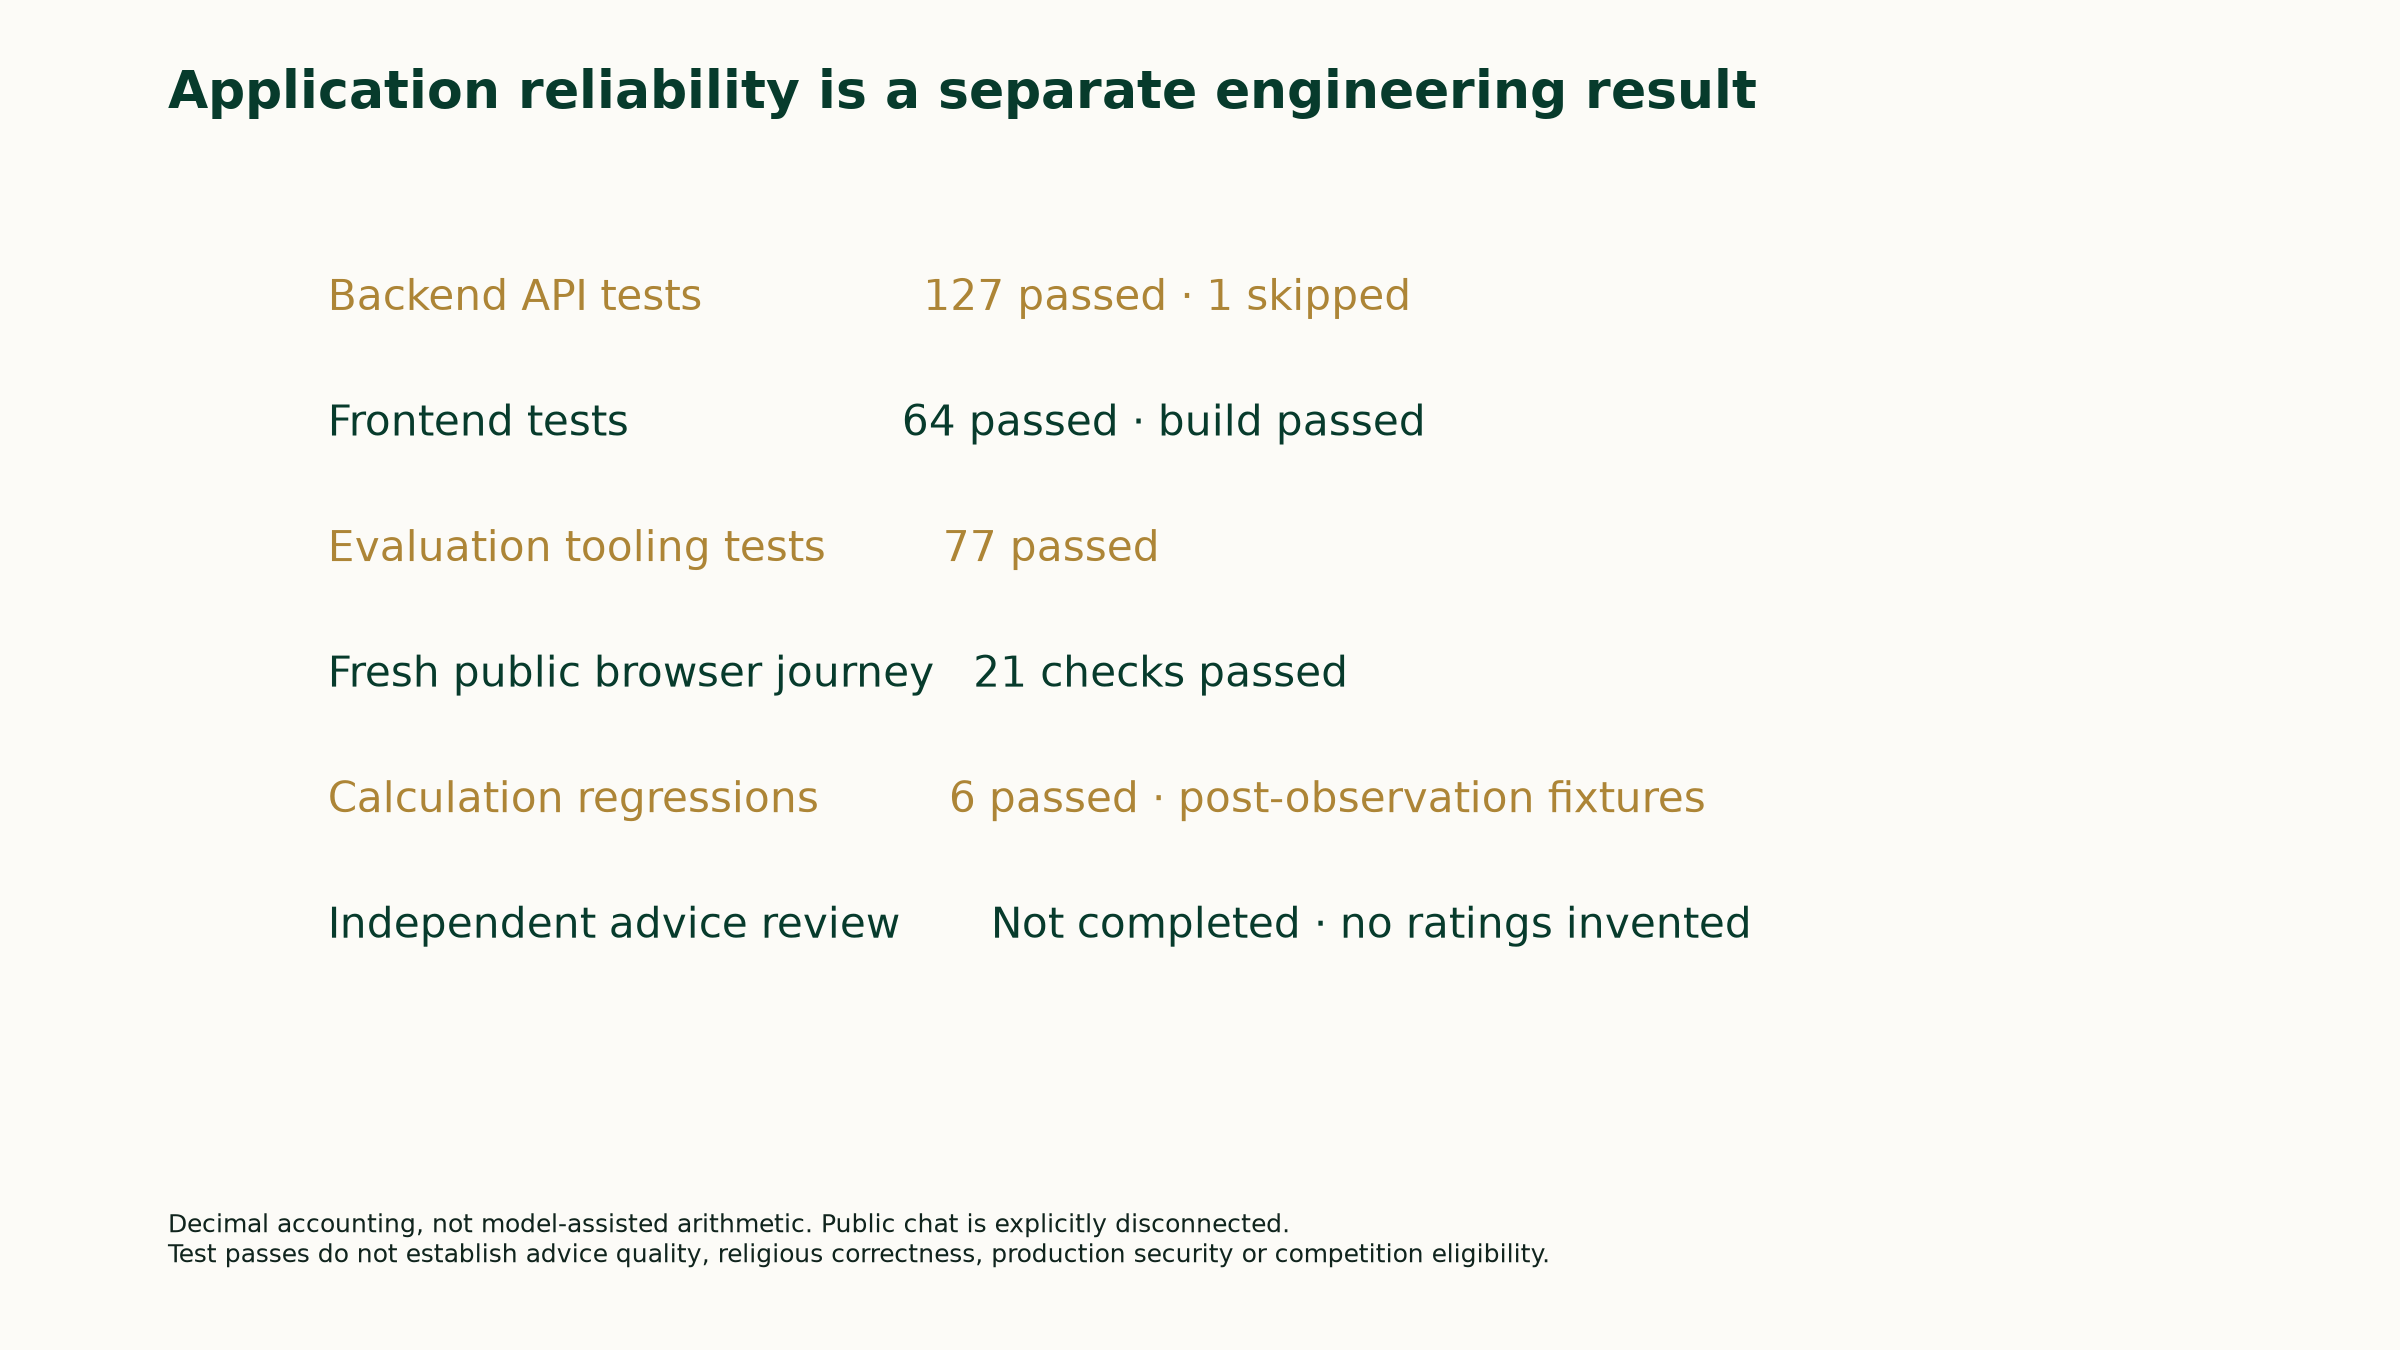 Application reliability is a separate engineering result
Backend API tests 127 passed · 1 skipped
Frontend tests 64 passed · build passed
Evaluation tooling tests 77 passed
Fresh public browser journey 21 checks passed
Calculation regressions 6 passed · post-observation fixtures
Independent advice review Not completed · no ratings invented
Decimal accounting, not model-assisted arithmetic. Public chat is explicitly disconnected.
Test passes do not establish advice quality, religious correctness, production security or competition eligibility.